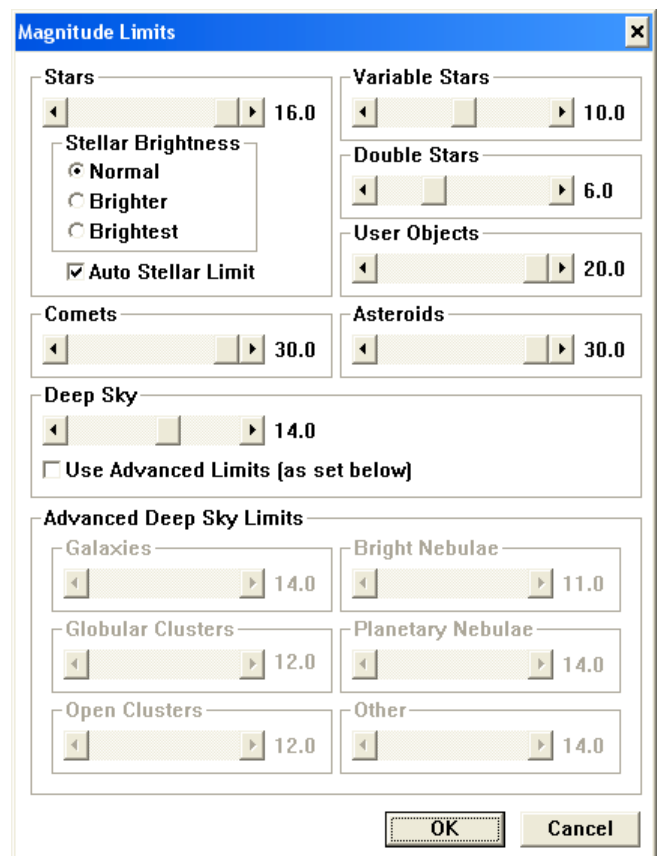 Magnitude Limits
Stars
16.0
Stellar Brightness
Normal
Brighter
Brightest
Auto Stellar Limit
Variable Stars
10.0
Double Stars
6.0
User Objects
20.0
Comets
30.0
Asteroids
30.0
Deep Sky
14.0
Use Advanced Limits (as set below)
Advanced Deep Sky Limits
Galaxies
14.0
Bright Nebulae
11.0
Globular Clusters
12.0
Planetary Nebulae
14.0
Open Clusters
12.0
Other
14.0
OK
Cancel